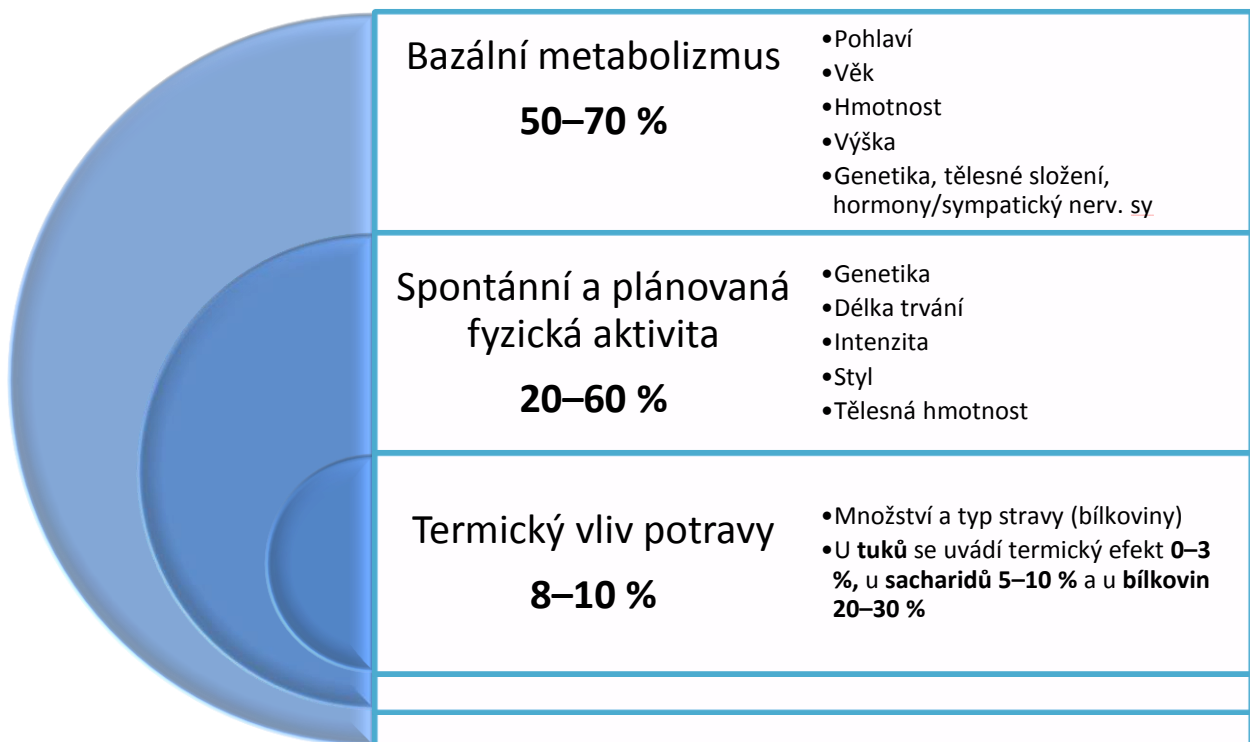 Bazální metabolizmus
50–70 %
•Pohlaví
•Věk
•Hmotnost
•Výška
•Genetika, tělesné složení,
hormony/sympatický nerv. sy
Spontánní a plánovaná
fyzická aktivita
20–60 %
•Genetika
•Délka trvání
•Intenzita
•Styl
•Tělesná hmotnost
Termický vliv potravy
8–10 %
•Množství a typ stravy (bílkoviny)
•U tuků se uvádí termický efekt 0–3
%, u sacharidů 5–10 % a u bílkovin
20–30 %